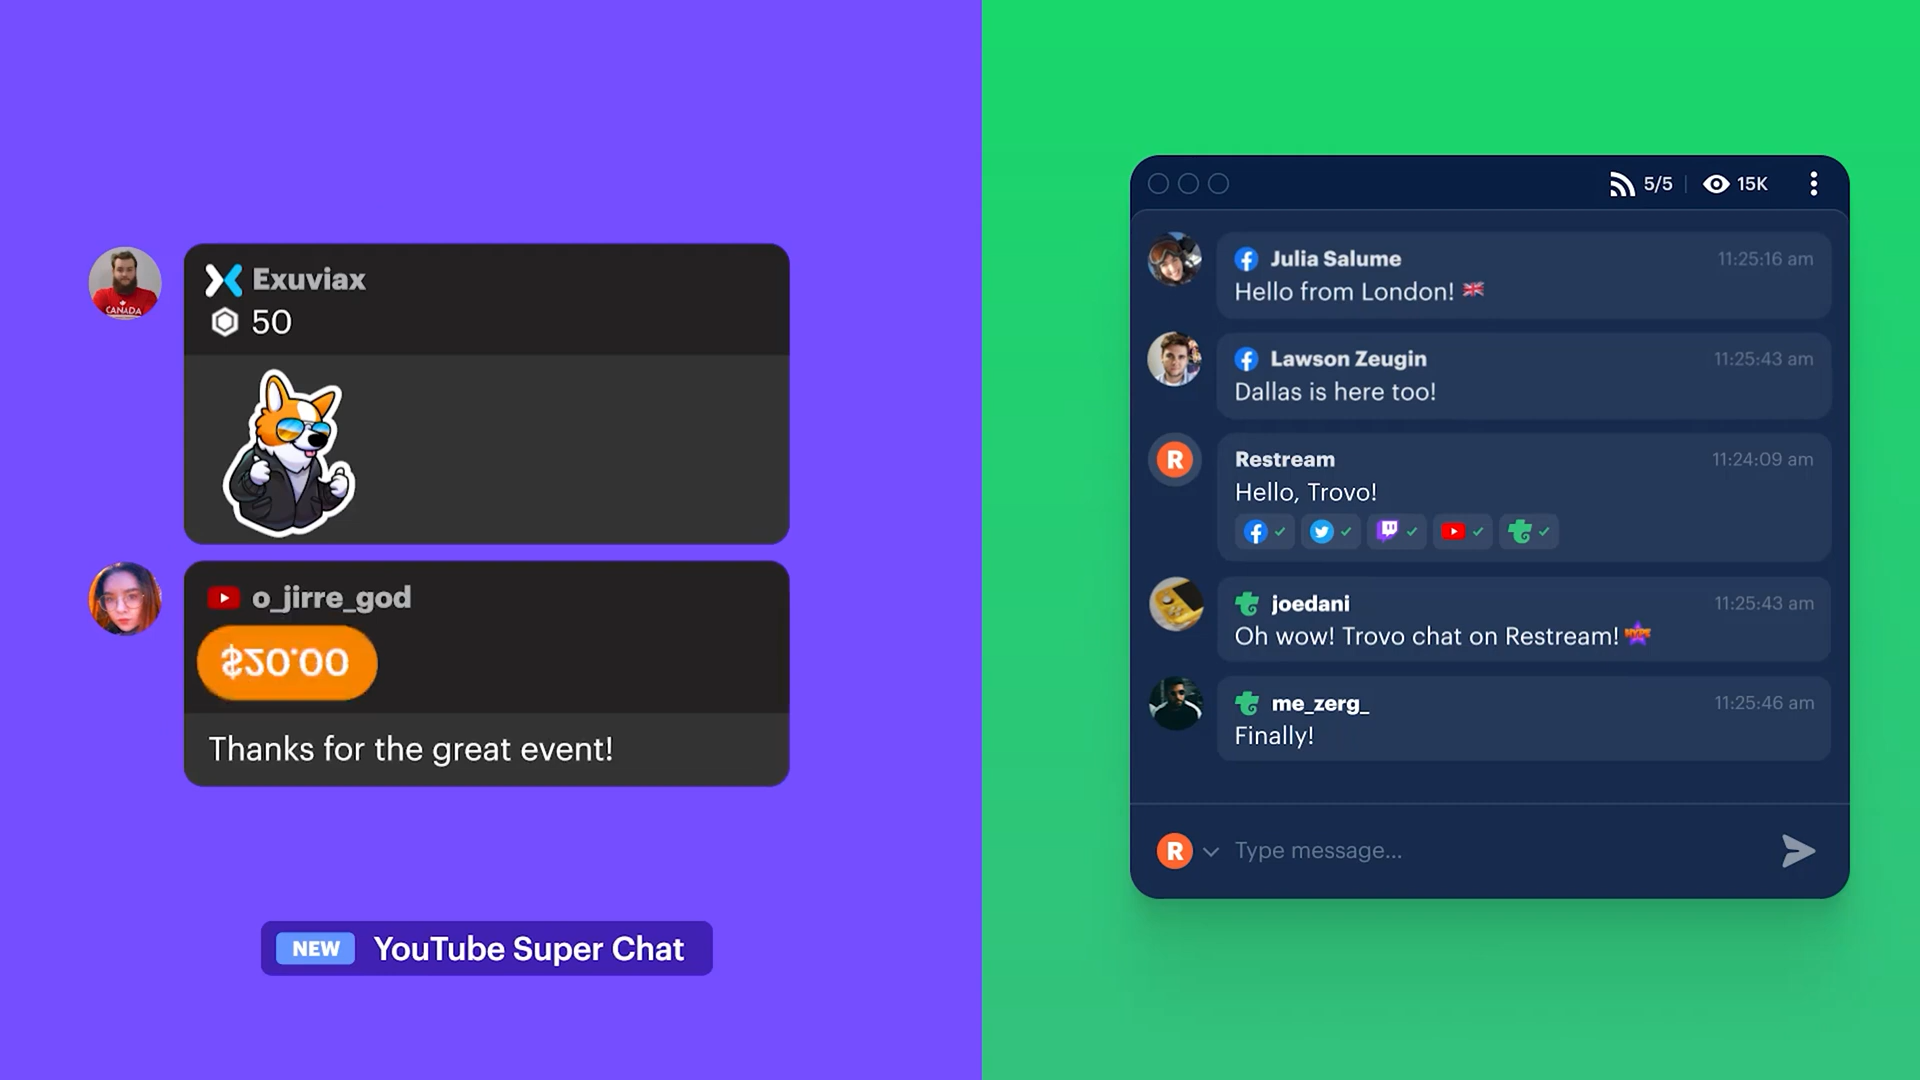 Exuviax
50
CANADA
o_jirre_god
$20.00
Thanks for the great event!
NEW YouTube Super Chat
5/5 15K
Julia Salume 11:25:16 am
Hello from London! 🇬🇧
Lawson Zeugin 11:25:43 am
Dallas is here too!
R Restream 11:24:09 am
Hello, Trovo!
joedani 11:25:43 am
Oh wow! Trovo chat on Restream! HYPE
me_zerg_ 11:25:46 am
Finally!
R Type message...